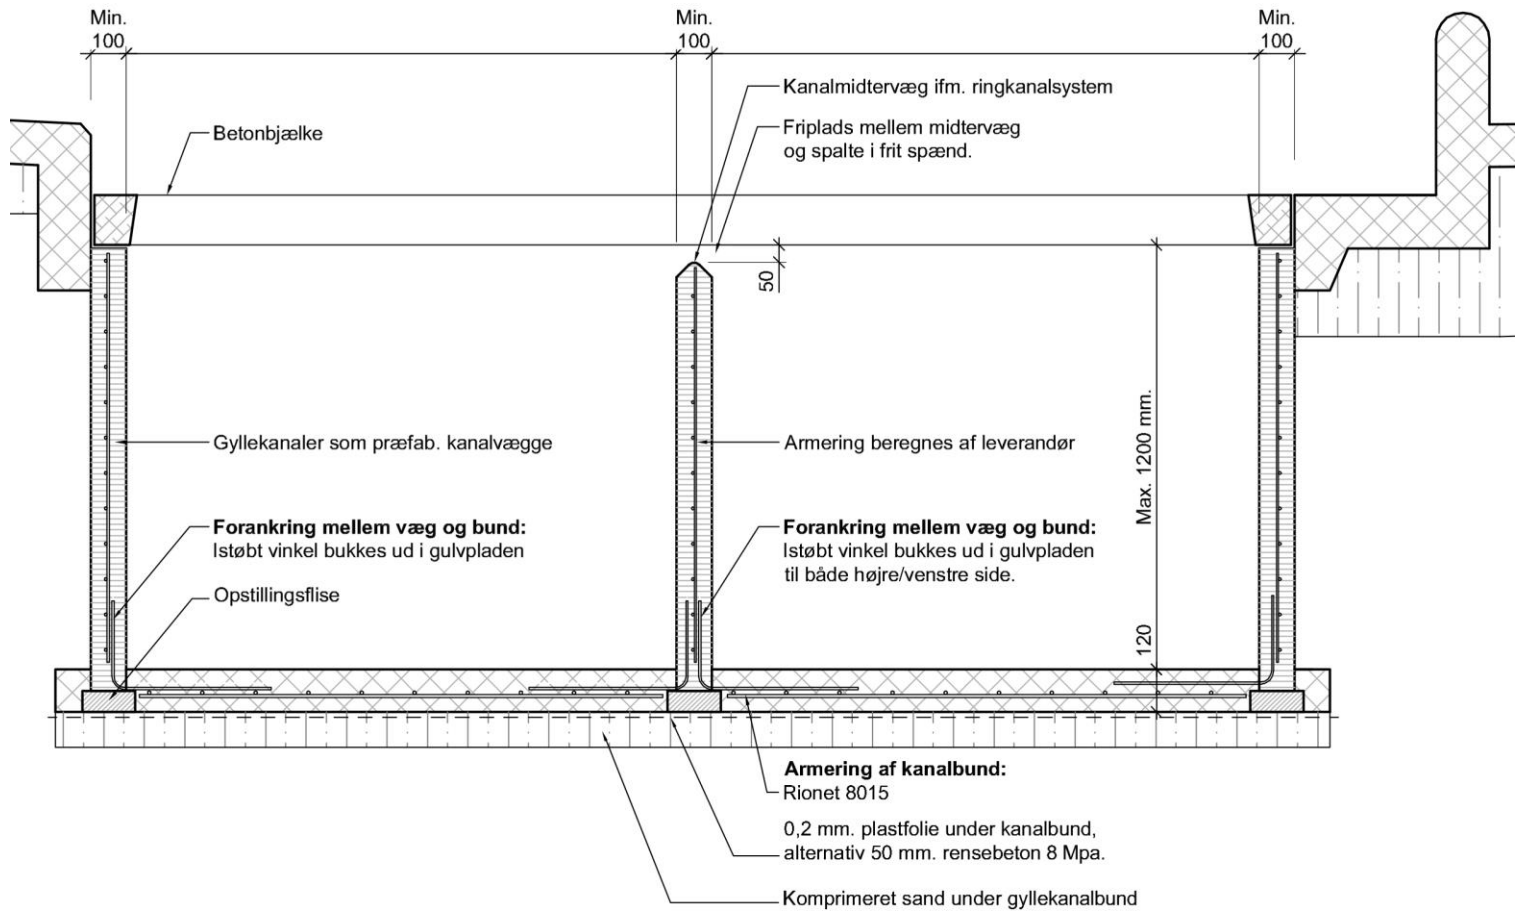 Min.
100
Min.
100
Min.
100
Kanalmidtervæg ifm. ringkanalsystem
Betonbjælke
Friplads mellem midtervæg
og spalte i frit spænd.
50
Max. 1200 mm.
Gyllekanaler som præfab. kanalvægge
Armering beregnes af leverandør
Forankring mellem væg og bund:
Istøbt vinkel bukkes ud i gulvpladen
Forankring mellem væg og bund:
Istøbt vinkel bukkes ud i gulvpladen
til både højre/venstre side.
Opstillingsflise
120
Armering af kanalbund:
Rionet 8015
0,2 mm. plastfolie under kanalbund,
alternativ 50 mm. rensebeton 8 Mpa.
Komprimeret sand under gyllekanalbund